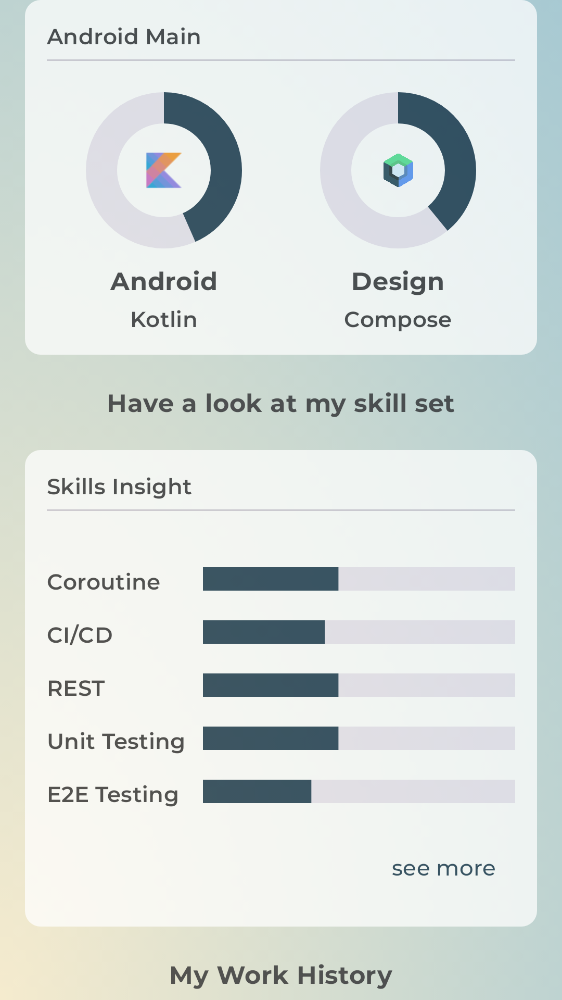 Android Main
Android
Design
Kotlin
Compose
Have a look at my skill set
Skills Insight
Coroutine
CI/CD
REST
Unit Testing
E2E Testing
see more
My Work History